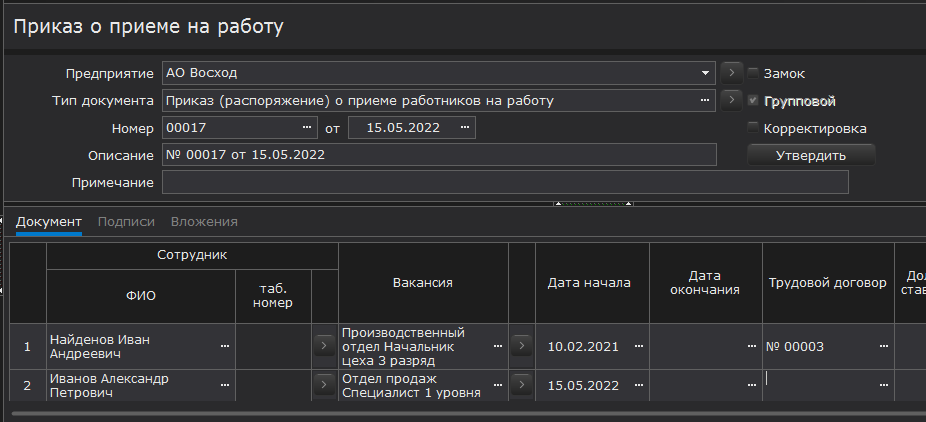 Приказ о приеме на работу
Предприятие АО Восход Замок
Тип документа Приказ (распоряжение) о приеме работников на работу Групповой
Номер 00017 от 15.05.2022 Корректировка
Описание № 00017 от 15.05.2022 Утвердить
Примечание
Документ Подписи Вложения
Сотрудник
ФИО
таб.
номер
Вакансия
Дата начала
Дата
окончания
Трудовой договор
Дол
став
1
Найденов Иван
Андреевич
Производственный
отдел Начальник
цеха 3 разряд
10.02.2021
№ 00003
2
Иванов Александр
Петрович
Отдел продаж
Специалист 1 уровня
15.05.2022